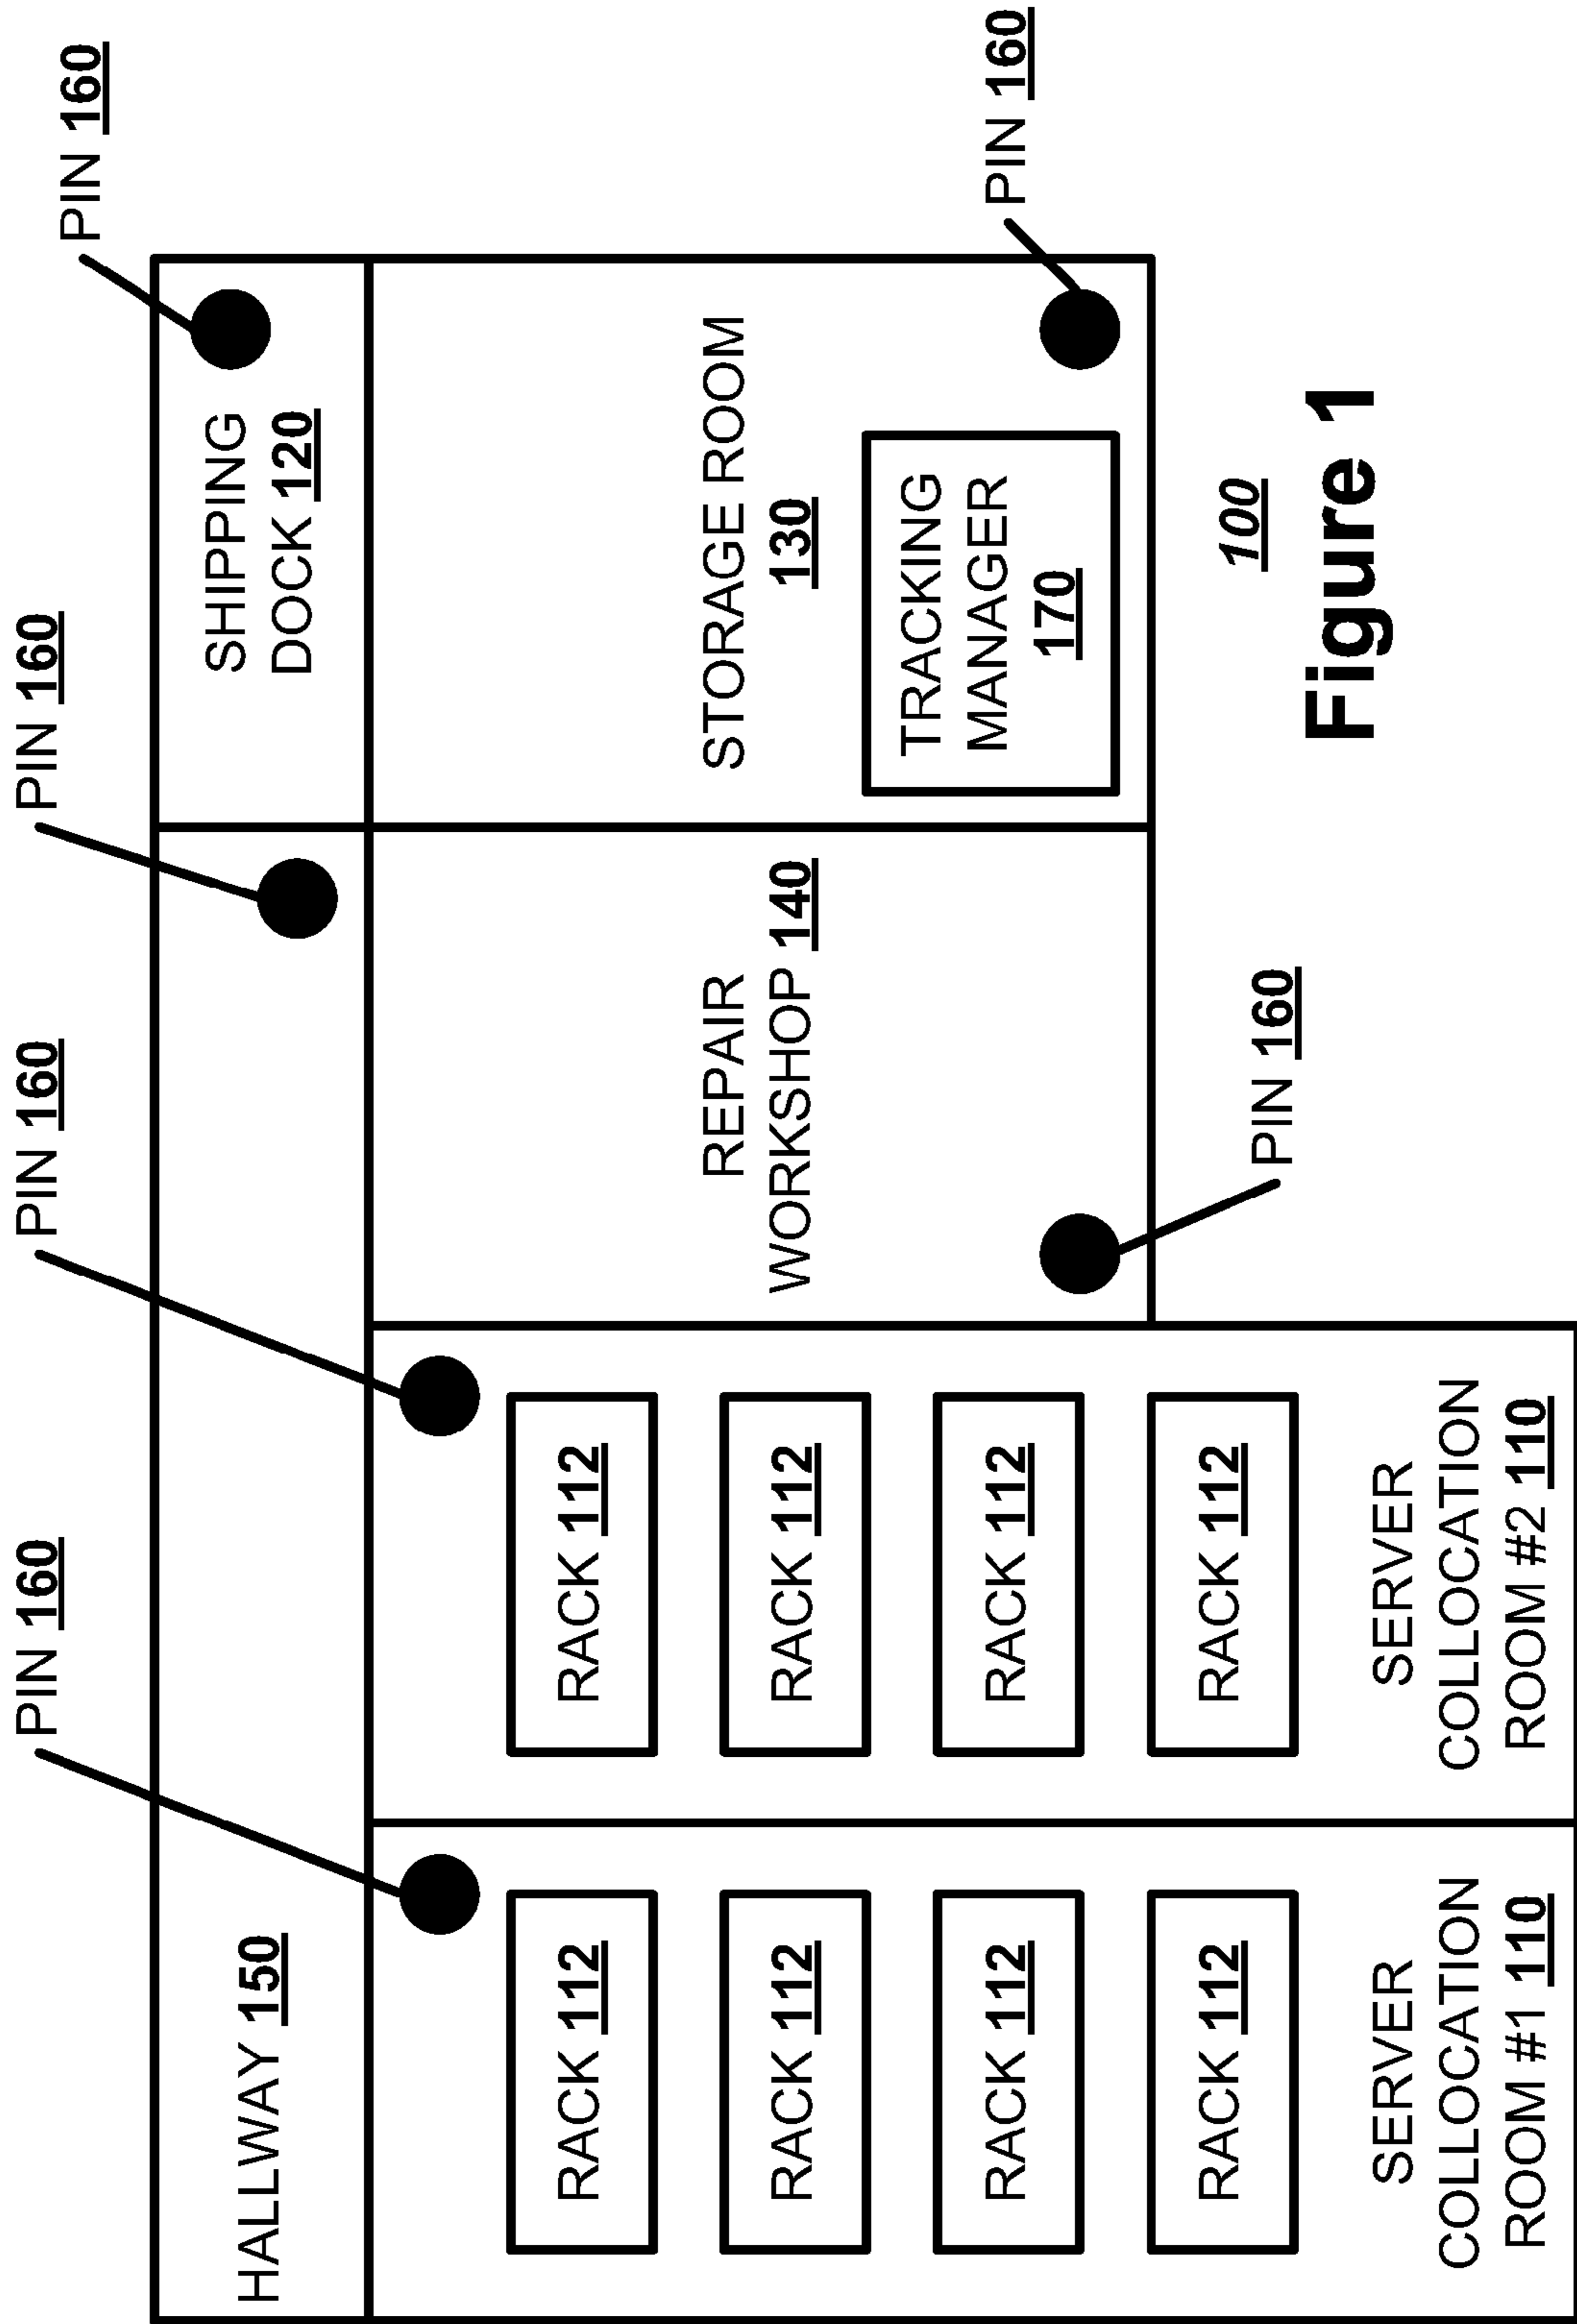 PIN 160
PIN 160
PIN 160
PIN 160
HALLWAY 150
SHIPPING
DOCK 120
RACK 112
RACK 112
RACK 112
RACK 112
SERVER
COLLOCATION
ROOM #1 110
RACK 112
RACK 112
RACK 112
RACK 112
SERVER
COLLOCATION
ROOM #2 110
REPAIR
WORKSHOP 140
PIN 160
STORAGE ROOM
130
TRACKING
MANAGER
170
PIN 160
100
Figure 1